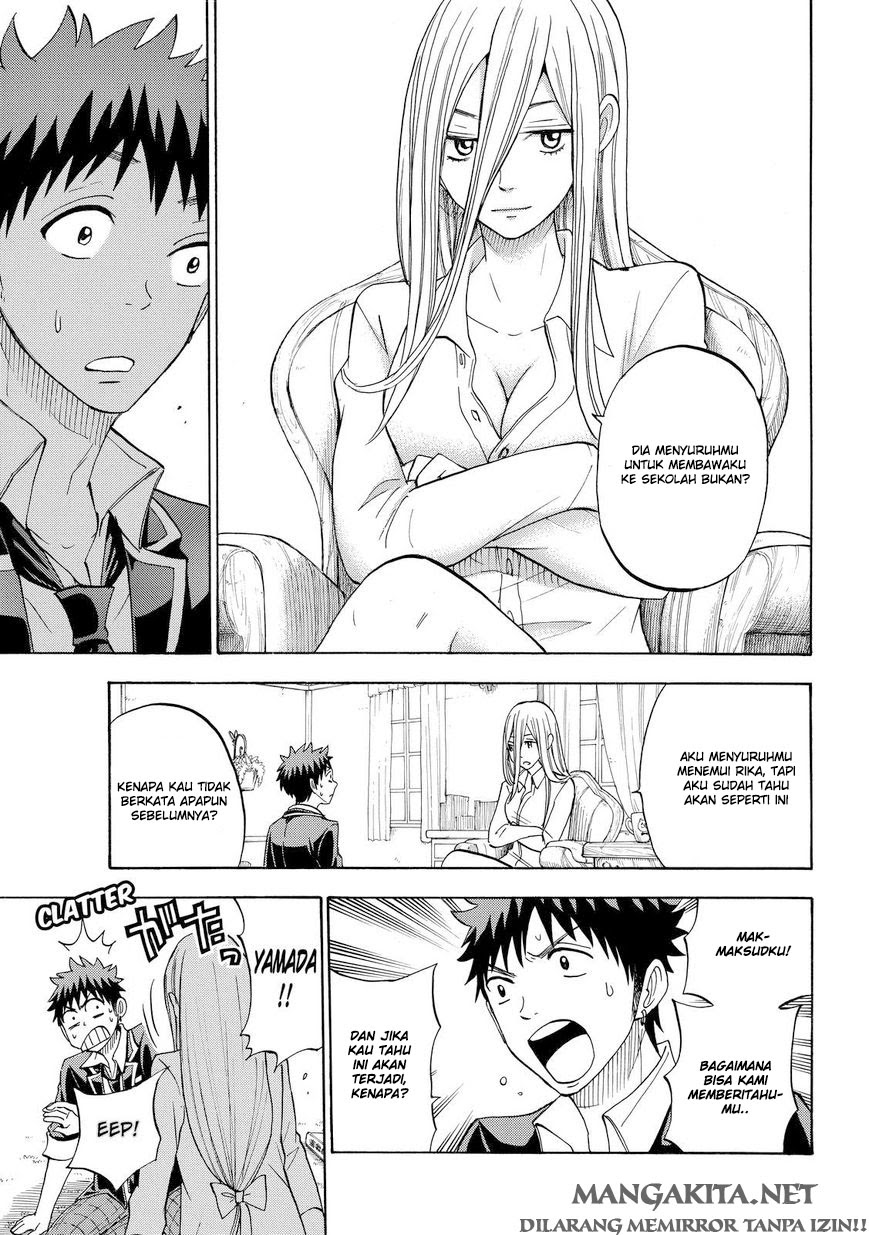 DIA MENYURUHMU
UNTUK MEMBAWAKU
KE SEKOLAH BUKAN?
AKU MENYURUHMU
MENEMUI RIKA, TAPI
AKU SUDAH TAHU
AKAN SEPERTI INI
KENAPA KAU TIDAK
BERKATA APAPUN
SEBELUMNYA?
MAK-
MAKSUDKU!
BAGAIMANA
BISA KAMI
MEMBERITAHU-
MU..
DAN JIKA
KAU TAHU
INI AKAN
TERJADI,
KENAPA?
CLATTER
ガタっ
YAMADA
!!
EEP!
MANGAKITA.NET
DILARANG MEMIRROR TANPA IZIN!!